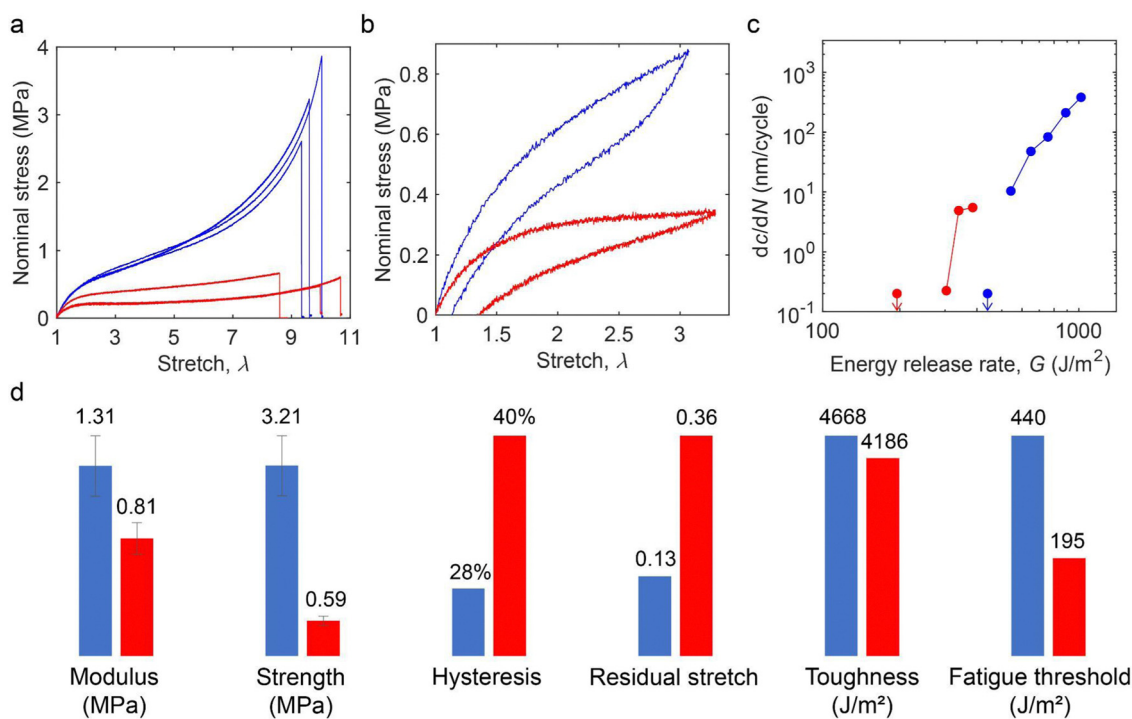 a
4
3
2
1
0
Nominal stress (MPa)
1 3 5 7 9 11
Stretch, λ
b
0.8
0.6
0.4
0.2
0
Nominal stress (MPa)
1 1.5 2 2.5 3
Stretch, λ
c
10³
10²
10¹
10⁰
10⁻¹
dc/dN (nm/cycle)
100 1000
Energy release rate, G (J/m²)
d
1.31
0.81
Modulus
(MPa)
3.21
0.59
Strength
(MPa)
28%
40%
Hysteresis
0.13
0.36
Residual stretch
4668
4186
Toughness
(J/m²)
440
195
Fatigue threshold
(J/m²)